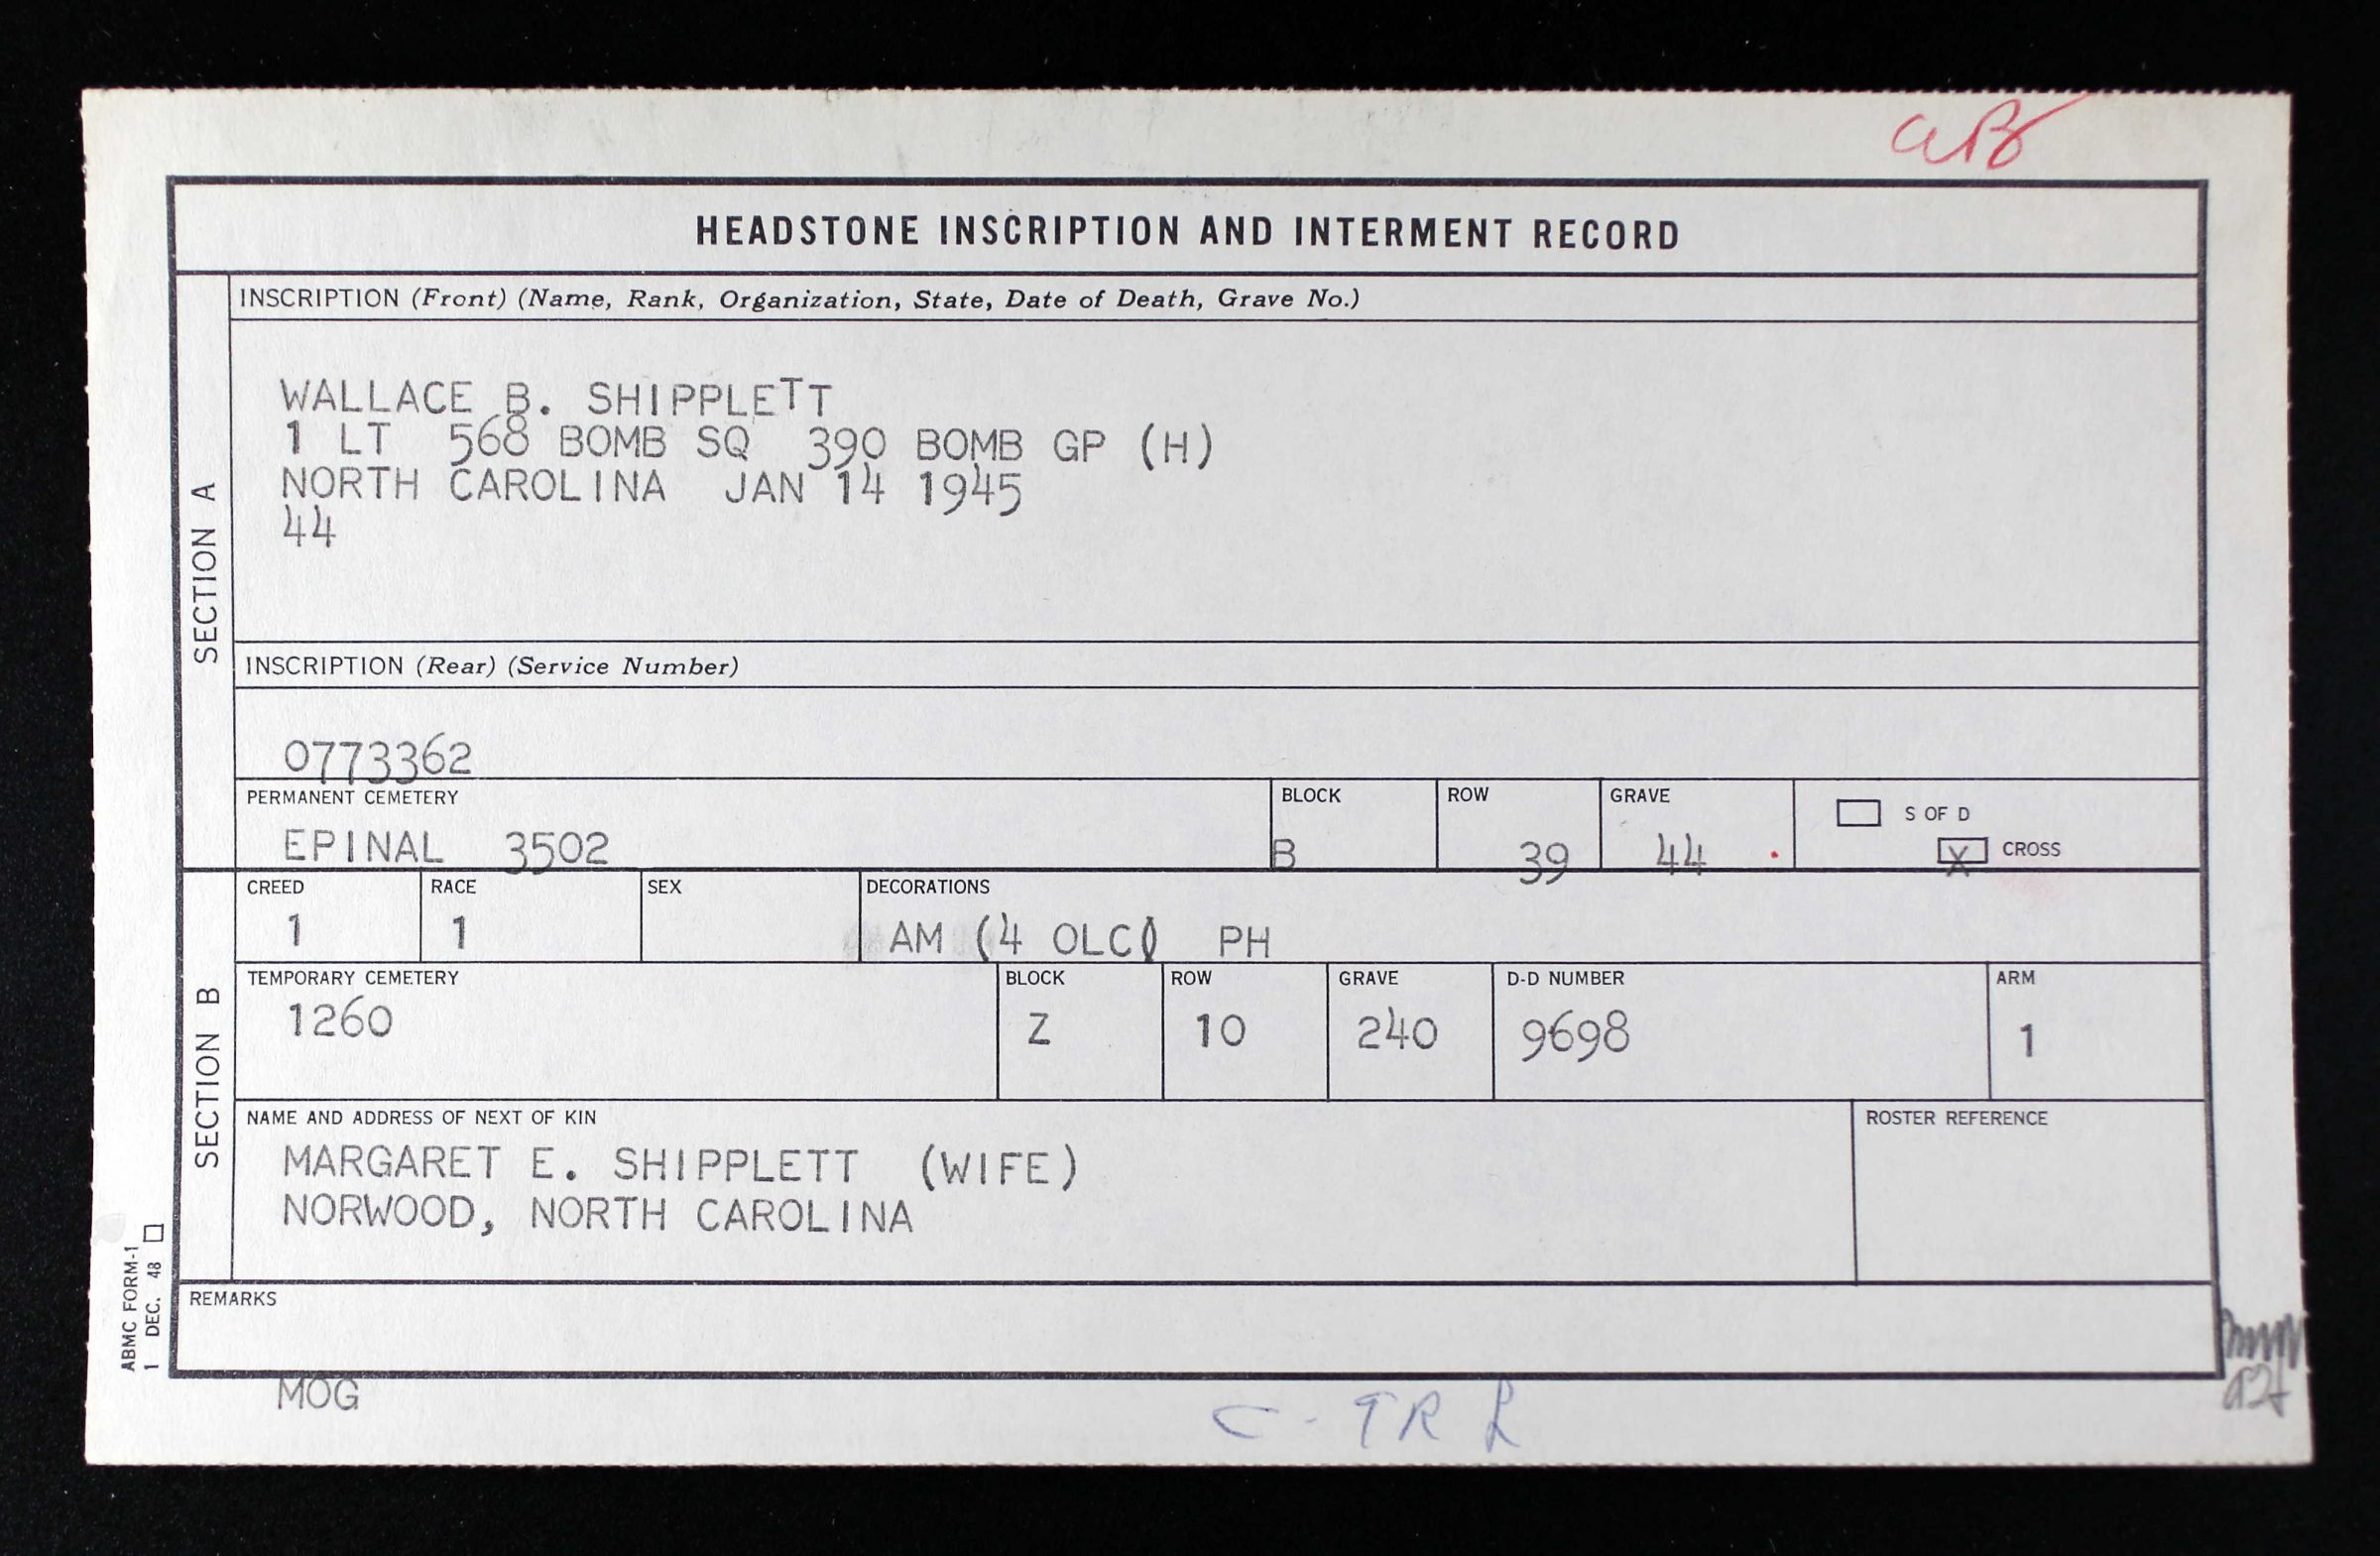 HEADSTONE INSCRIPTION AND INTERMENT RECORD
SECTION A
INSCRIPTION (Front) (Name, Rank, Organization, State, Date of Death, Grave No.)
WALLACE B. SHIPPLETT
1 LT 568 BOMB SQ 390 BOMB GP (H)
NORTH CAROLINA JAN 14 1945
44
INSCRIPTION (Rear) (Service Number)
0773362
PERMANENT CEMETERY BLOCK ROW GRAVE S OF D
EPINAL 3502 B 39 44 X CROSS
SECTION B
CREED RACE SEX DECORATIONS
1 1 AM (4 OLC) PH
TEMPORARY CEMETERY BLOCK ROW GRAVE D-D NUMBER ARM
1260 Z 10 240 9698 1
NAME AND ADDRESS OF NEXT OF KIN ROSTER REFERENCE
MARGARET E. SHIPPLETT (WIFE)
NORWOOD, NORTH CAROLINA
REMARKS
ABMC FORM-1
1 DEC. 48
MOG
C - TR L